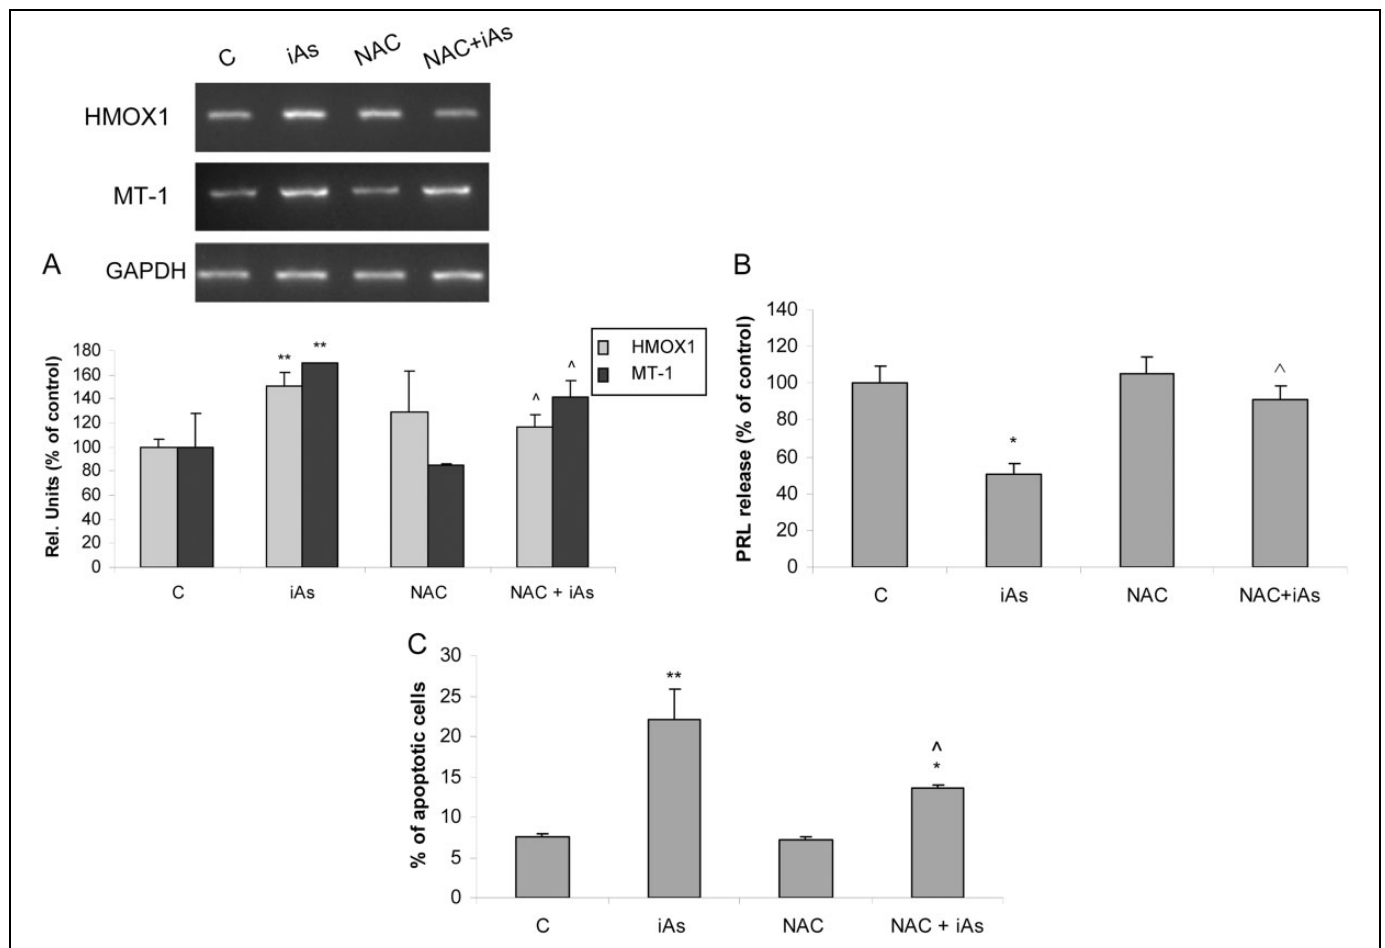 C iAs NAC NAC+iAs
HMOX1
MT-1
GAPDH
A
Rel. Units (% of control)
180
160
140
120
100
80
60
40
20
0
** **
^ ^
HMOX1
MT-1
C iAs NAC NAC + iAs
B
PRL release (% of control)
140
120
100
80
60
40
20
0
*
^
C iAs NAC NAC+iAs
C
% of apoptotic cells
30
25
20
15
10
5
0
**
^
*
C iAs NAC NAC + iAs